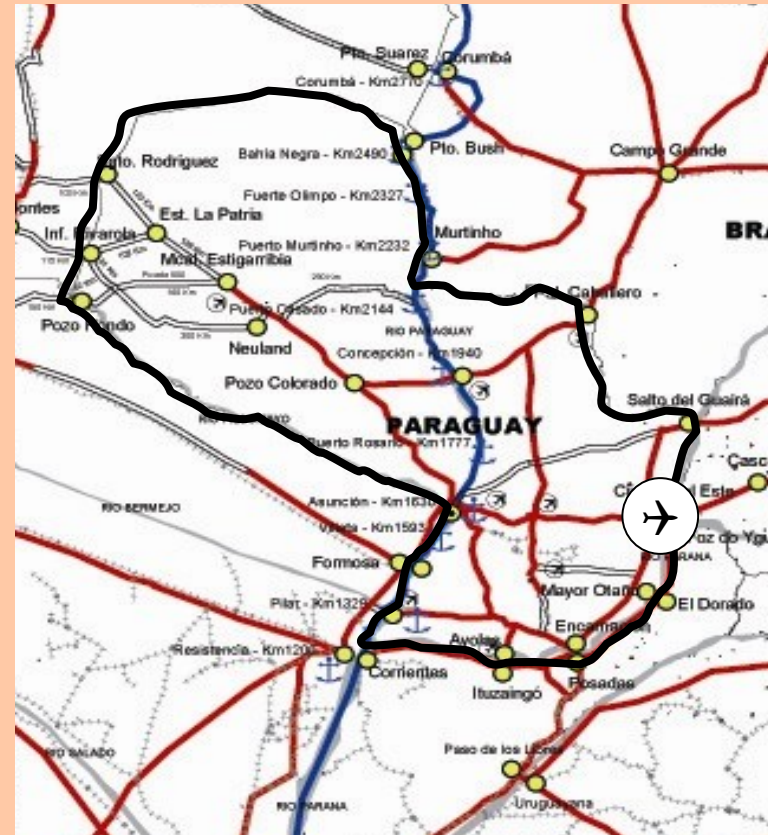 Pto. Suarez
Corumbá
Corumbá - Km2770
Bahia Negra - Km2490
Pto. Bush
Campo Grande
Rodriguez
Fuerte Olimpo - Km2327
Est. La Patria
Inf. Rivarola
Puerto Murtinho - Km2232
Murtinho
Mcal. Estigarribia
Picada 500
Caballero
Puerto Casado - Km2144
250 Km
Pozo Hondo
RIO PARAGUAY
Neuland
Concepción - Km1940
Pozo Colorado
Salto del Guairá
PARAGUAY
Puerto Rosario - Km1777
RIO BERMEJO
Asunción - Km1630
Villeta - Km1593
Formosa
Mayor Otaño
El Dorado
Pilar - Km1329
Encarnación
Ayolas
Resistencia - Km1200
Corrientes
Posadas
Ituzaingó
RIO SALADO
Paso de los Libres
RIO PARANA
Uruguayana